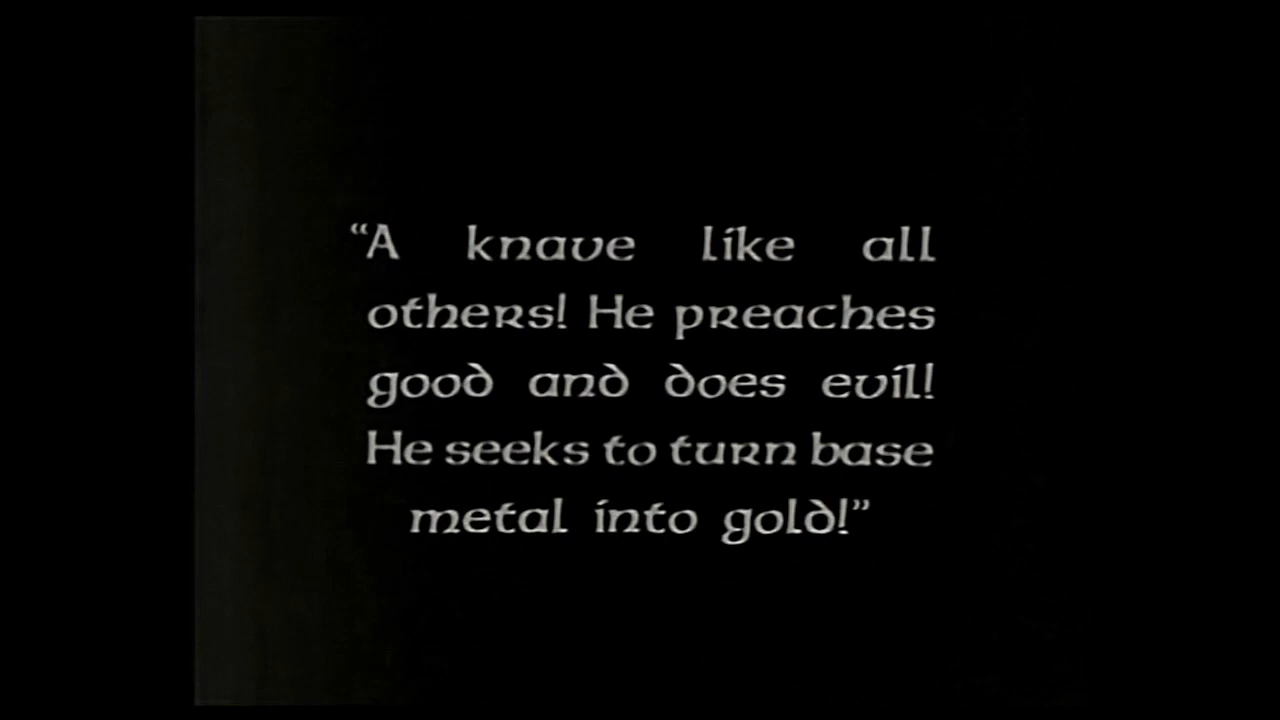 “A knave like all
others! He preaches
good and does evil!
He seeks to turn base
metal into gold!”